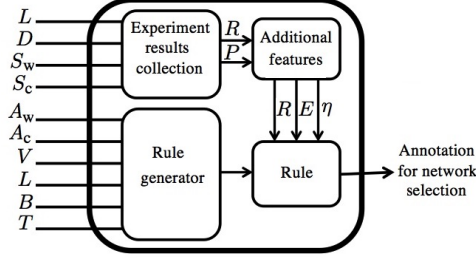 L
D
S_w
S_c
A_w
A_c
V
L
B
T
Experiment
results
collection
R
P
Additional
features
R E η
Rule
generator
Rule
Annotation
for network
selection